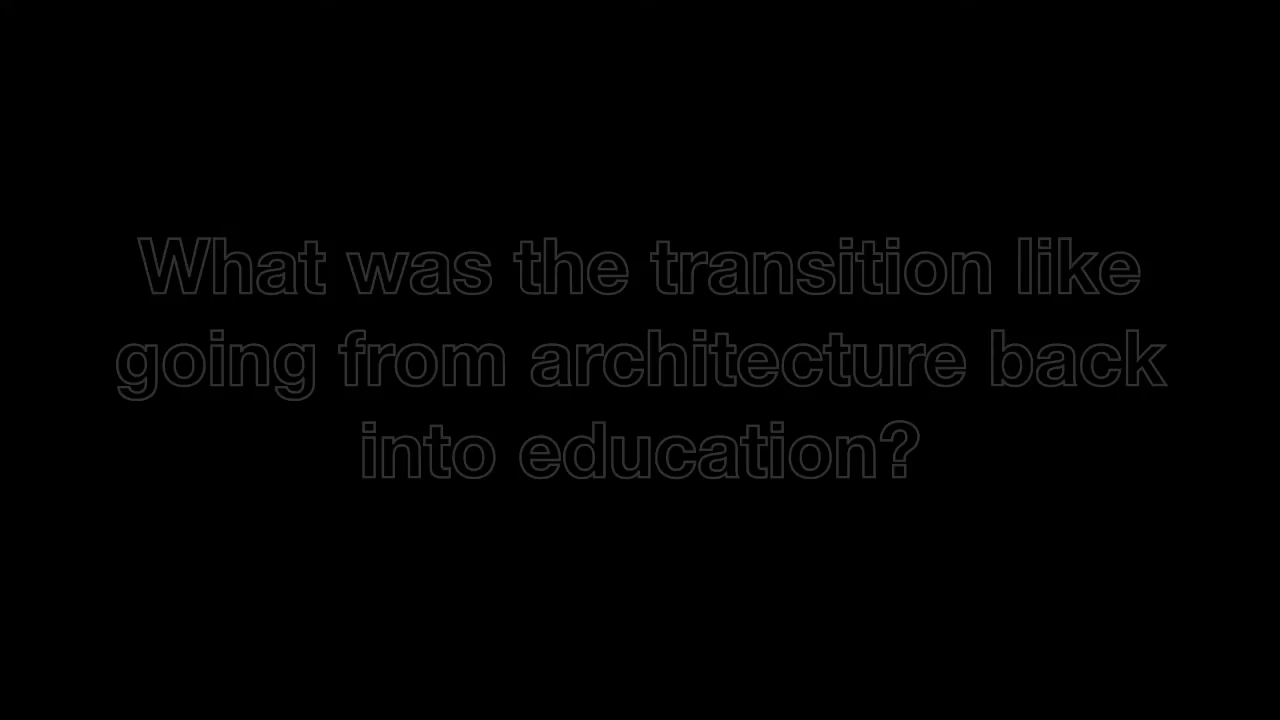 What was the transition like
going from architecture back
into education?